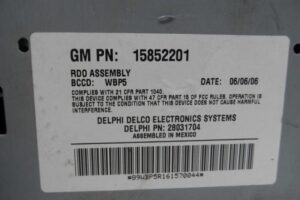 GM PN: 15852201
RDO ASSEMBLY
BCCD: WBP5 DATE: 06/06/06
COMPLIES WITH 21 CFR PART 1040.
THIS DEVICE COMPLIES WITH 47 CFR PART 15 OF FCC RULES. OPERATION IS
SUBJECT TO THE CONDITION THAT THIS DEVICE DOES NOT CAUSE HARMFUL
INTERFERENCE.
DELPHI DELCO ELECTRONICS SYSTEMS
DELPHI PN: 28031704
ASSEMBLED IN MEXICO